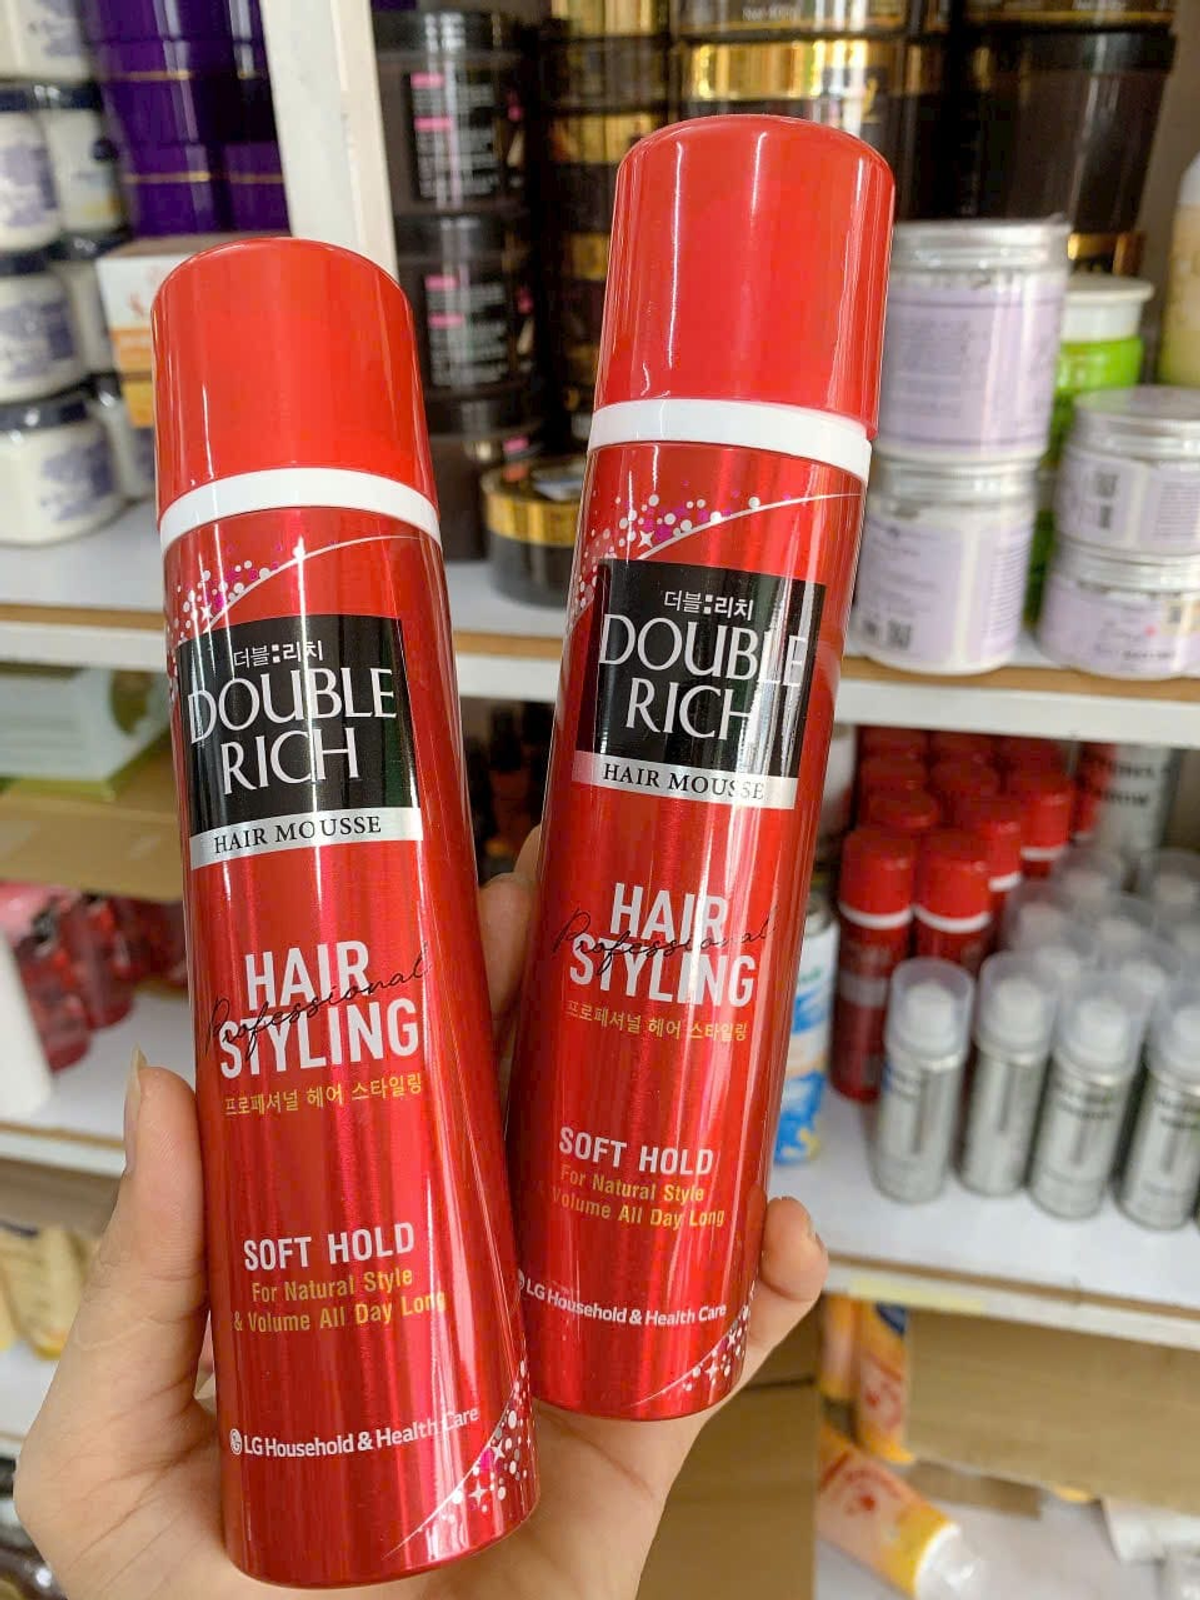 더블:리치
DOUBLE
RICH
HAIR MOUSSE
HAIR
Professional
STYLING
프로페셔널 헤어 스타일링
SOFT HOLD
For Natural Style
& Volume All Day Long
LG Household & Health Care
더블:리치
DOUBLE
RICH
HAIR MOUSSE
HAIR
Professional
STYLING
프로페셔널 헤어 스타일링
SOFT HOLD
For Natural Style
Volume All Day Long
LG Household & Health Care